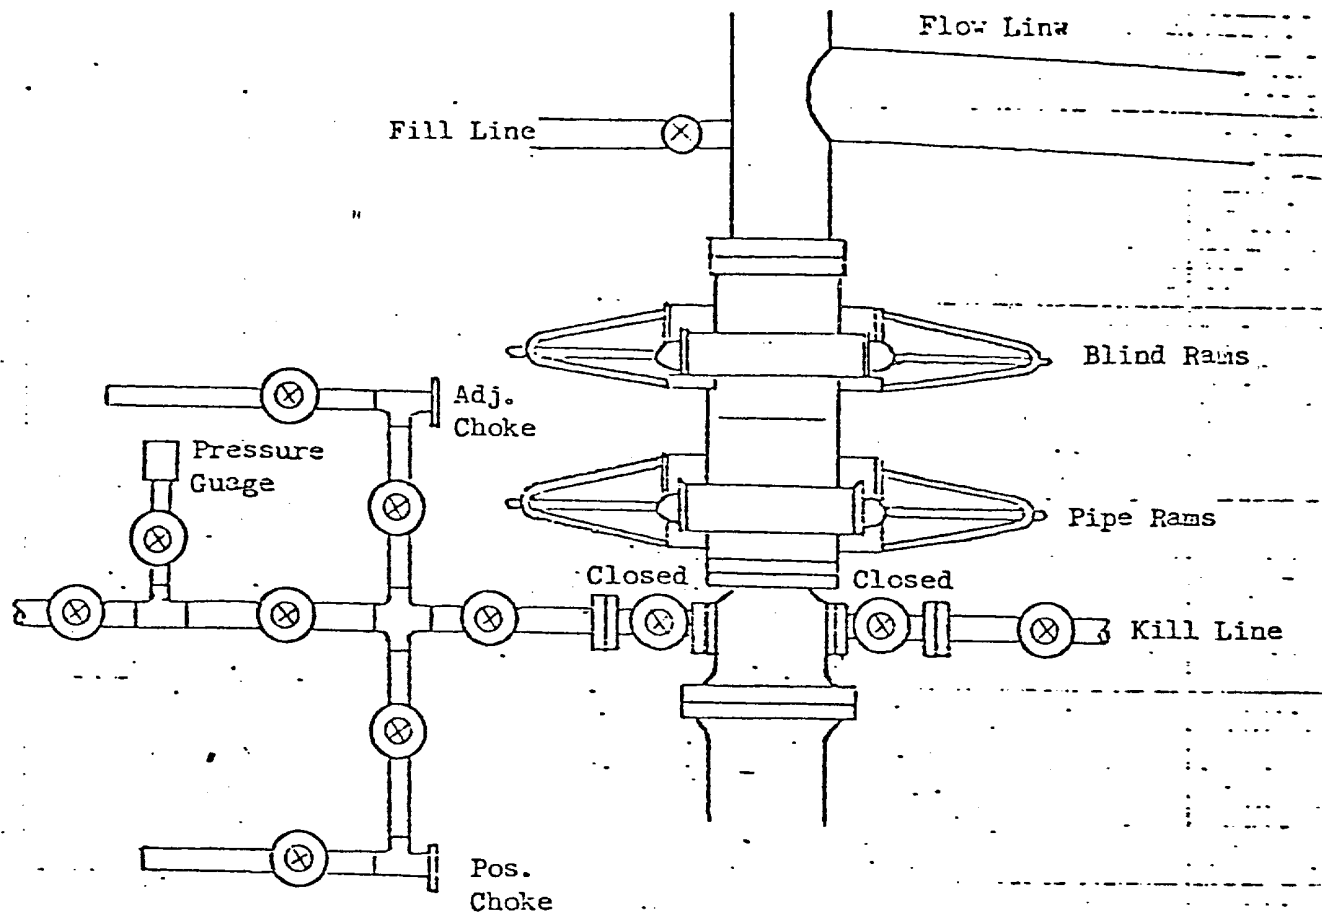 Flow Line
Fill Line
Blind Rams
Adj.
Choke
Pressure
Guage
Pipe Rams
Closed
Closed
Kill Line
Pos.
Choke